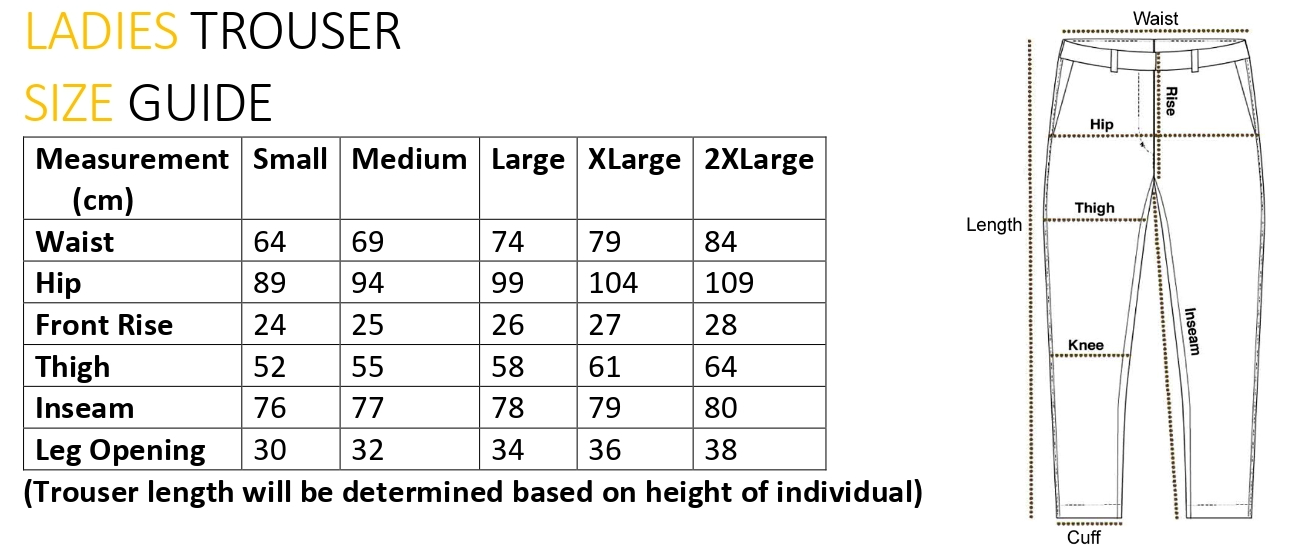 LADIES TROUSER
SIZE GUIDE
Measurement (cm) Small Medium Large XLarge 2XLarge
Waist 64 69 74 79 84
Hip 89 94 99 104 109
Front Rise 24 25 26 27 28
Thigh 52 55 58 61 64
Inseam 76 77 78 79 80
Leg Opening 30 32 34 36 38
(Trouser length will be determined based on height of individual)
Waist
Rise
Hip
Thigh
Length
Inseam
Knee
Cuff